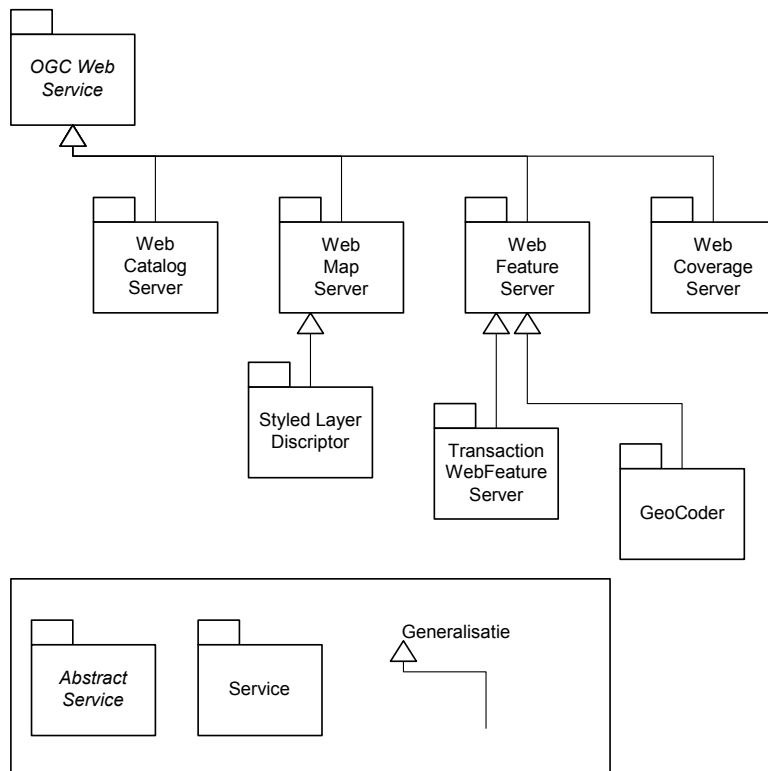 OGC Web
Service
Web
Catalog
Server
Web
Map
Server
Web
Feature
Server
Web
Coverage
Server
Styled Layer
Discriptor
Transaction
WebFeature
Server
GeoCoder
Abstract
Service
Service
Generalisatie